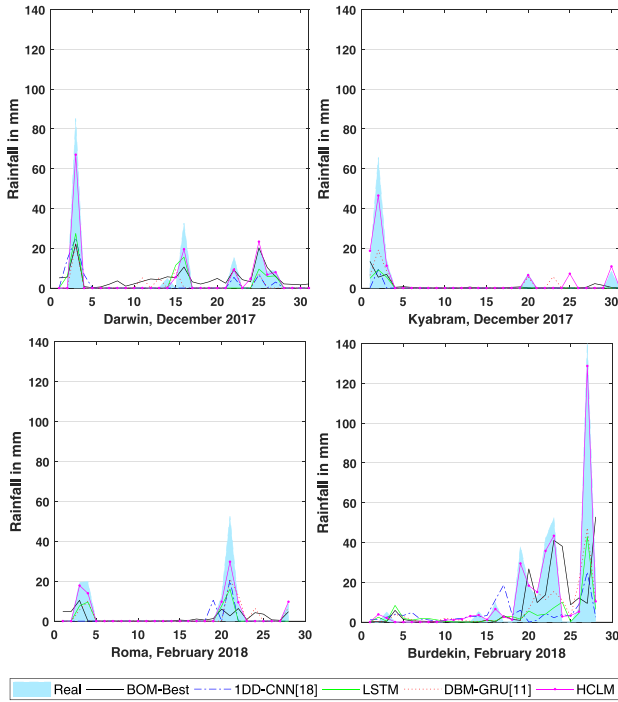 140
120
100
80
60
40
20
0
Rainfall in mm
0 5 10 15 20 25 30
Darwin, December 2017
140
120
100
80
60
40
20
0
Rainfall in mm
0 5 10 15 20 25 30
Kyabram, December 2017
140
120
100
80
60
40
20
0
Rainfall in mm
0 5 10 15 20 25 30
Roma, February 2018
140
120
100
80
60
40
20
0
Rainfall in mm
0 5 10 15 20 25 30
Burdekin, February 2018
Real BOM-Best 1DD-CNN[18] LSTM DBM-GRU[11] HCLM